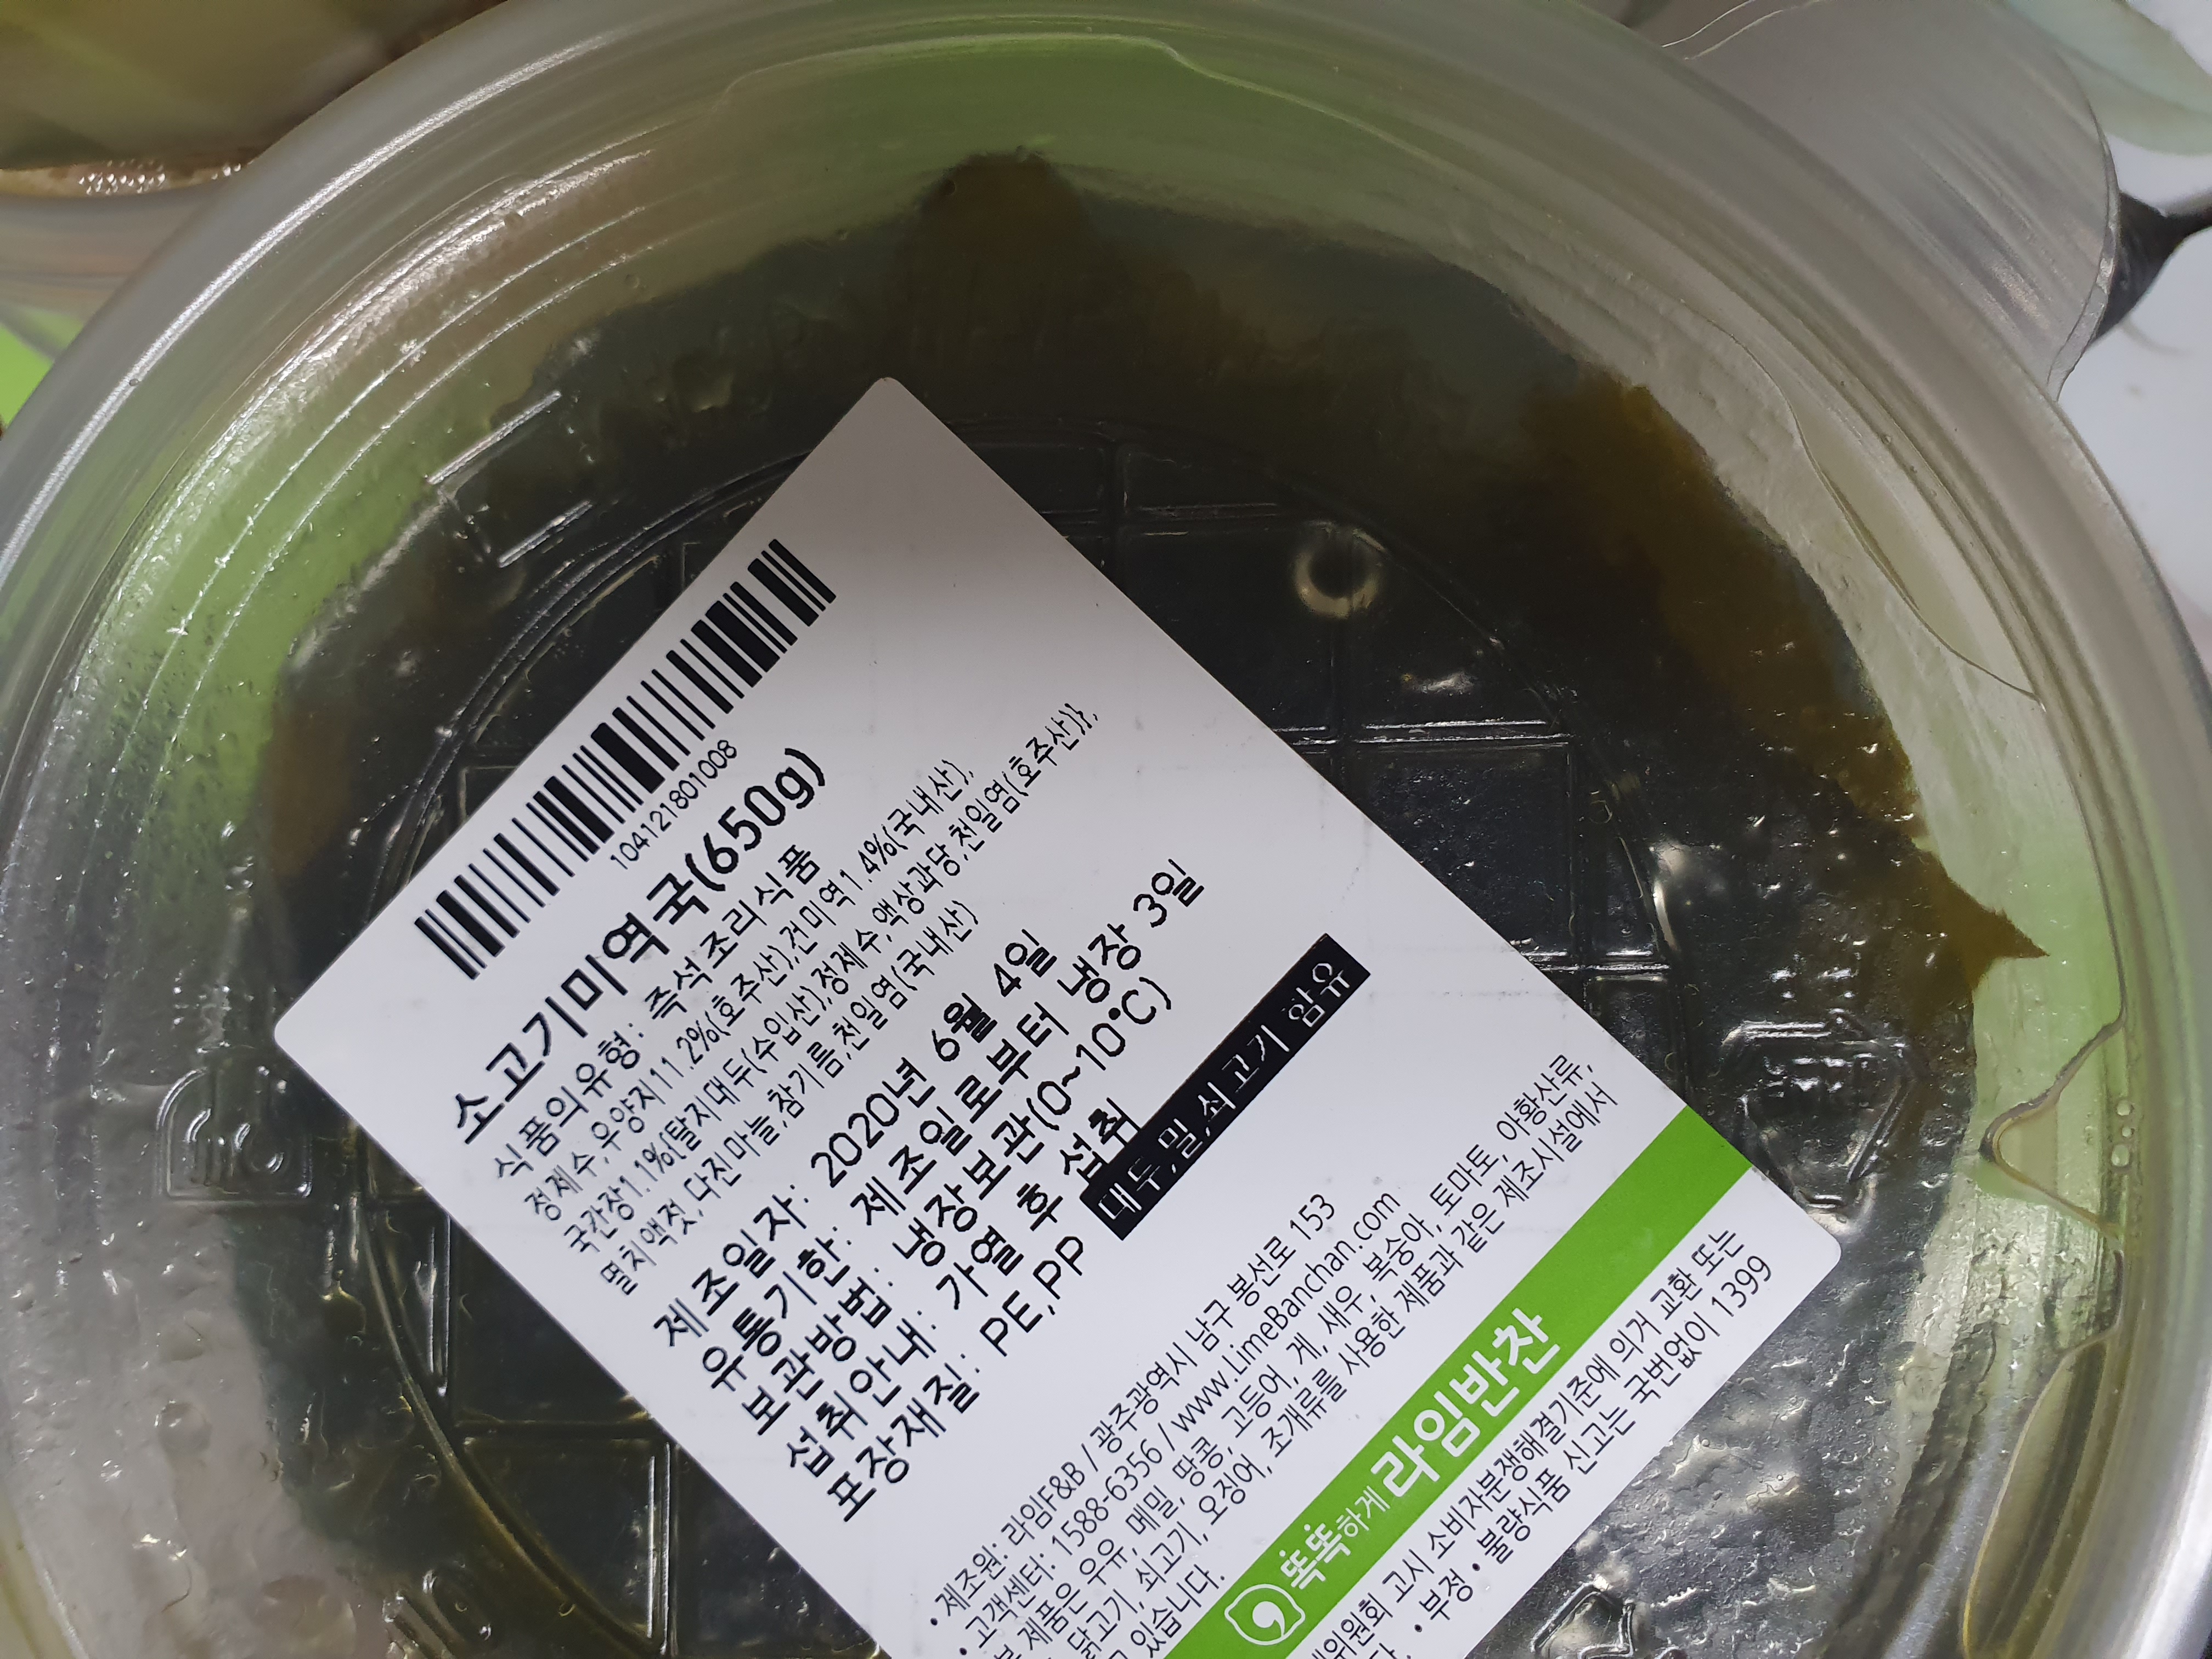 104121801008
소고기미역국(650g)
식품의유형: 즉석조리식품
정제수,우양지11.2%(호주산),건미역1.4%(국내산),
국간장1.1%{탈지대두(수입산),정제수,액상과당,천일염(호주산)},
멸치액젓,다진마늘,참기름,천일염(국내산)
제조일자: 2020년 6월 4일
유통기한: 제조일로부터 냉장 3일
보관방법: 냉장보관(0~10℃)
섭취안내: 가열 후 섭취
포장재질: PE,PP
대두,밀,쇠고기 함유
• 제조원: 라임F&B / 광주광역시 남구 봉선로 153
• 고객센터: 1588-6356 / www.LimeBanchan.com
본 제품은 우유, 메밀, 땅콩, 고등어, 게, 새우, 복숭아, 토마토, 아황산류,
닭고기, 쇠고기, 오징어, 조개류를 사용한 제품과 같은 제조시설에서
있습니다.
똑똑하게 라임반찬
위원회 고시 소비자분쟁해결기준에 의거 교환 또는
• 부정•불량식품 신고는 국번없이 1399